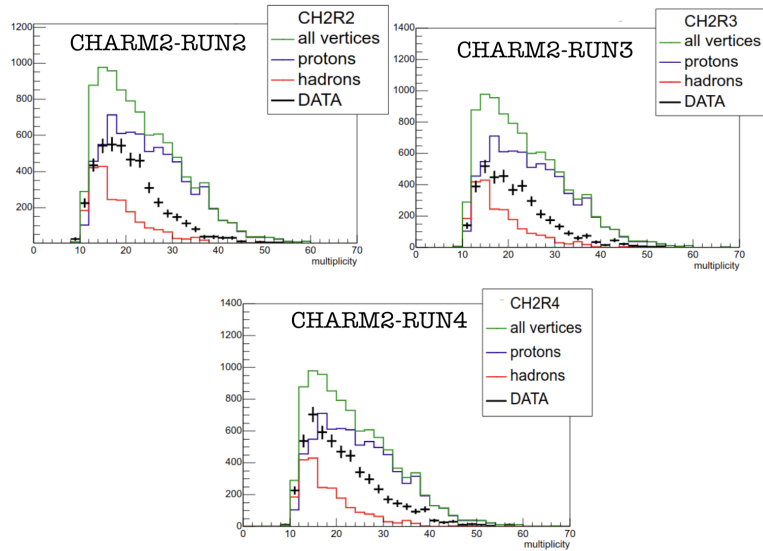 CHARM2-RUN2
CH2R2
all vertices
protons
hadrons
DATA
1200
1000
800
600
400
200
0 10 20 30 40 50 60 70
multiplicity
CHARM2-RUN3
CH2R3
all vertices
protons
hadrons
DATA
1400
1200
1000
800
600
400
200
0
0 10 20 30 40 50 60 70
multiplicity
CHARM2-RUN4
CH2R4
all vertices
protons
hadrons
DATA
1400
1200
1000
800
600
400
200
0
0 10 20 30 40 50 60 70
multiplicity